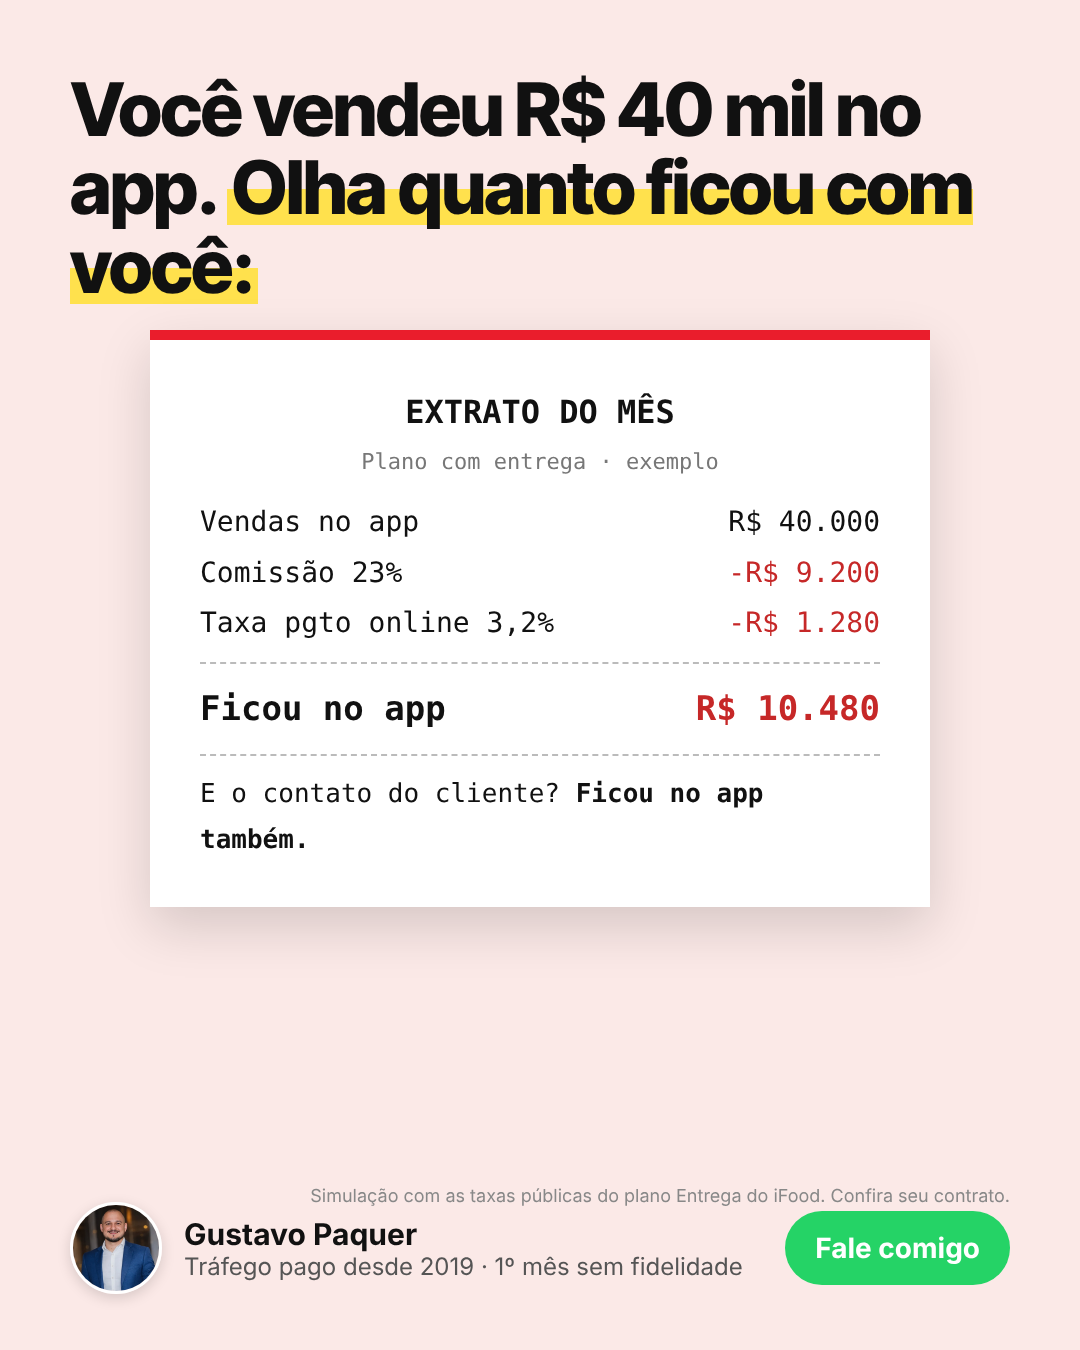 Você vendeu R$ 40 mil no
app. Olha quanto ficou com
você:
EXTRATO DO MÊS
Plano com entrega · exemplo
Vendas no app R$ 40.000
Comissão 23% -R$ 9.200
Taxa pgto online 3,2% -R$ 1.280
Ficou no app R$ 10.480
E o contato do cliente? Ficou no app
também.
Simulação com as taxas públicas do plano Entrega do iFood. Confira seu contrato.
Gustavo Paquer
Tráfego pago desde 2019 · 1º mês sem fidelidade
Fale comigo